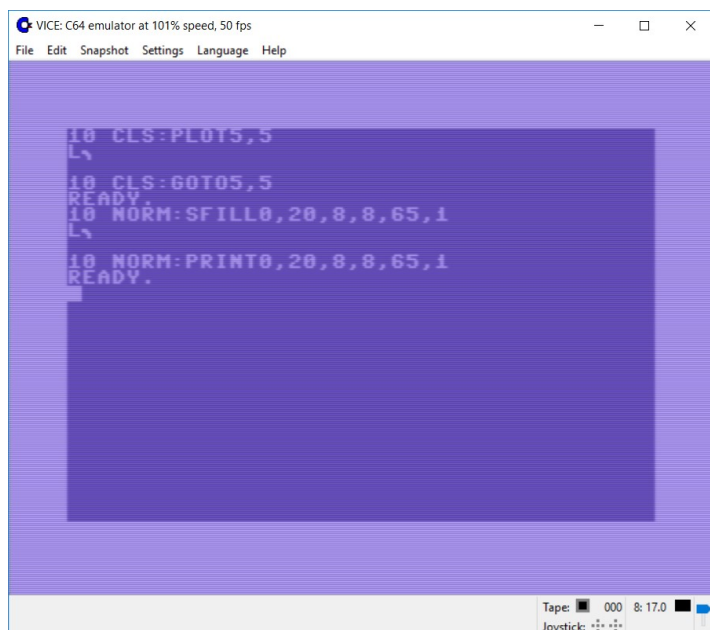 VICE: C64 emulator at 101% speed, 50 fps
File Edit Snapshot Settings Language Help
10 CLS:PLOT5,5
L╮
10 CLS:GOTO5,5
READY.
10 NORM:SFILL0,20,8,8,65,1
L╮
10 NORM:PRINT0,20,8,8,65,1
READY.
Tape: 000 8: 17.0
Joystick: